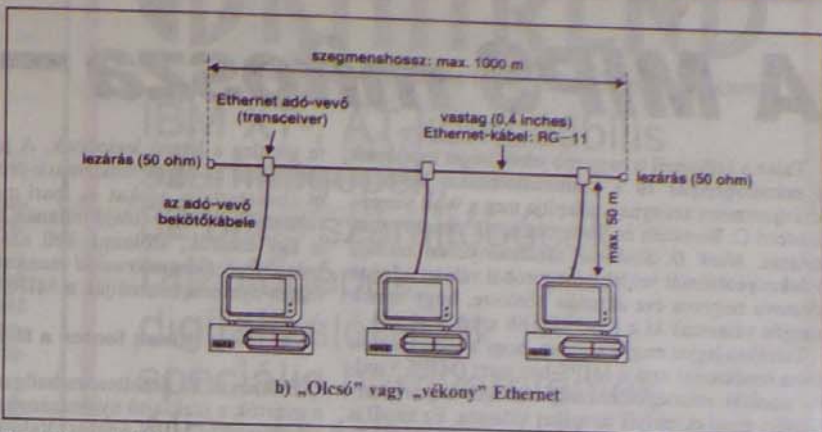 szegmenshossz: max. 1000 m
Ethernet adó-vevő
(transceiver)
vastag (0,4 inches)
Ethernet-kábel: RG—11
lezárás (50 ohm)
lezárás (50 ohm)
az adó-vevő
bekötőkábele
max. 50 m
b) „Olcsó” vagy „vékony” Ethernet